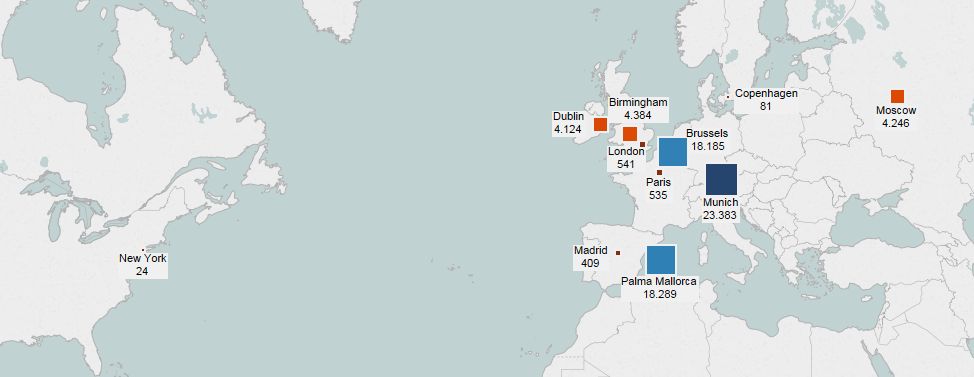 Copenhagen
81
Birmingham
4.384
Dublin
4.124
Moscow
4.246
Brussels
18.185
London
541
Paris
535
Munich
23.383
Madrid
409
New York
24
Palma Mallorca
18.289